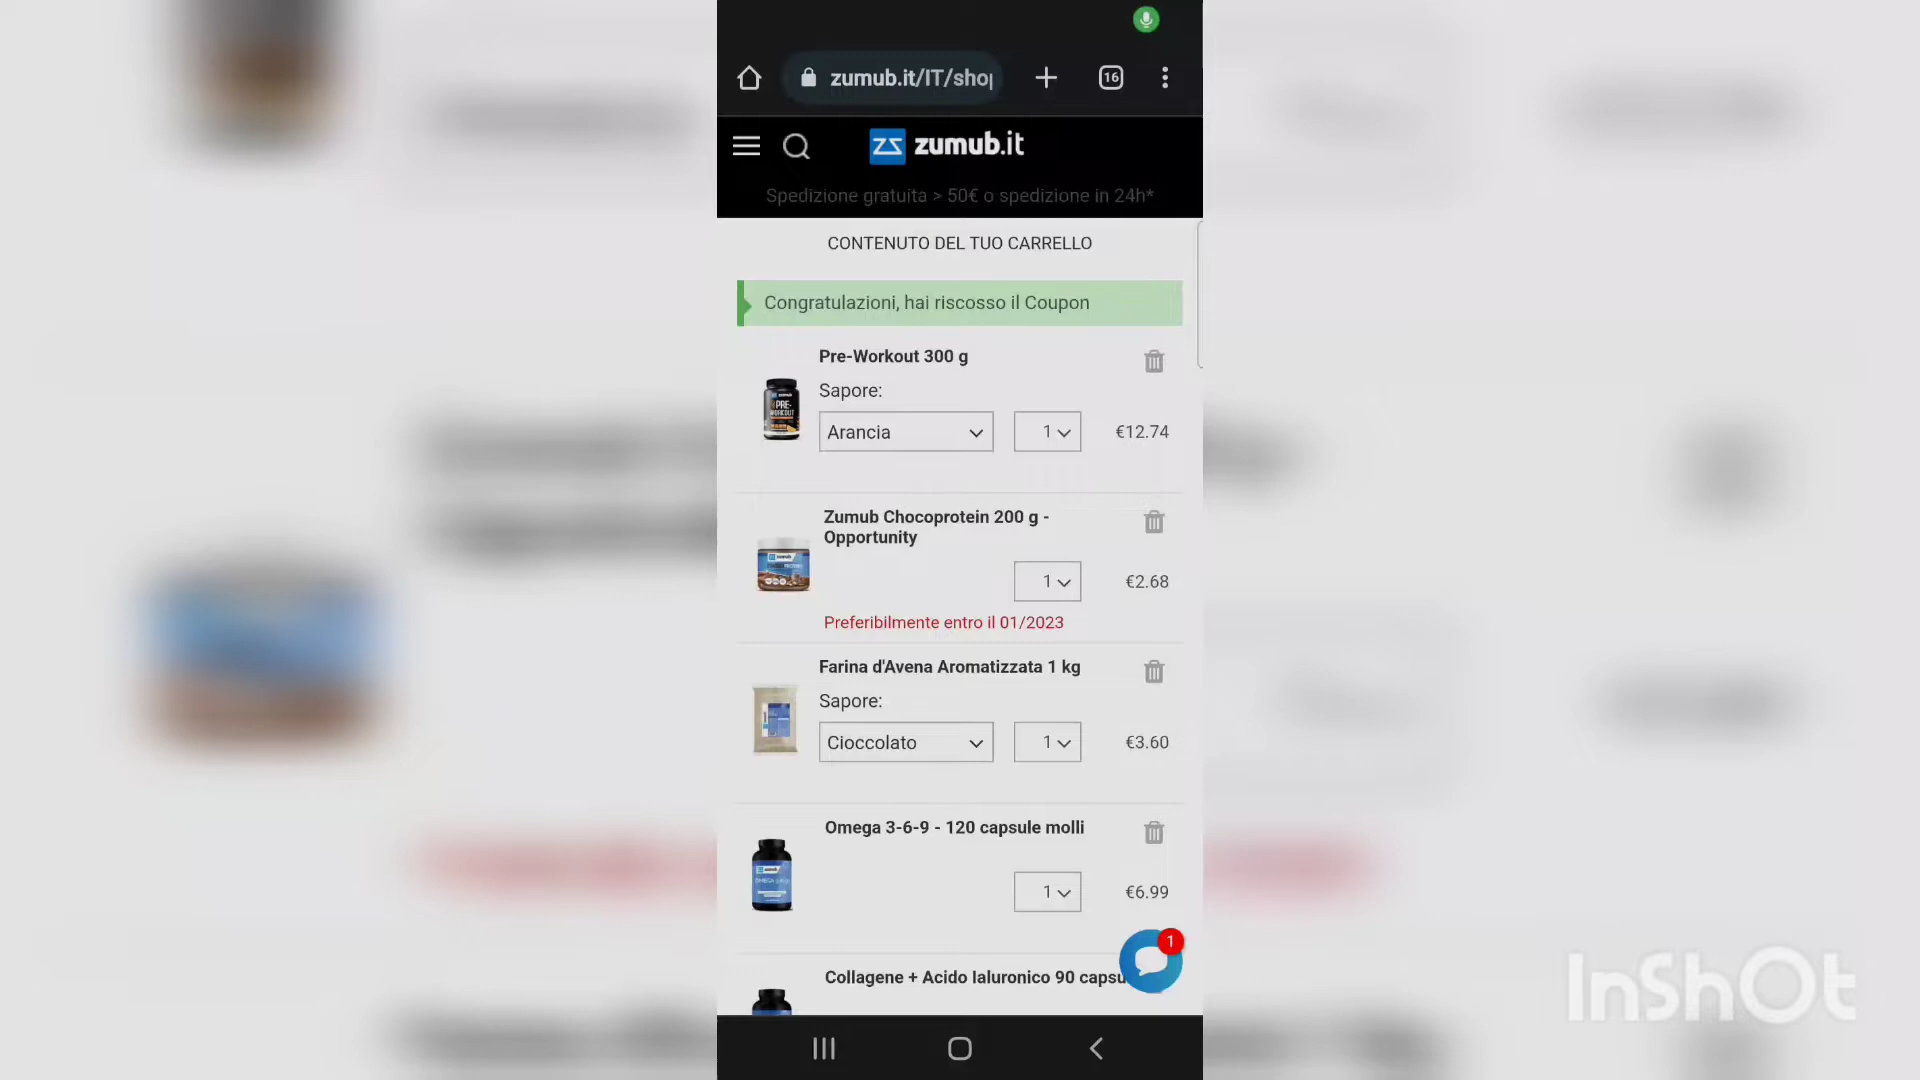 zumub.it/IT/shop
16
zumub.it
Spedizione gratuita > 50€ o spedizione in 24h*
CONTENUTO DEL TUO CARRELLO
Congratulazioni, hai riscosso il Coupon
Pre-Workout 300 g
Sapore:
PRE-
WORKOUT
Arancia
1
€12.74
Zumub Chocoprotein 200 g -
Opportunity
1
€2.68
Preferibilmente entro il 01/2023
Farina d'Avena Aromatizzata 1 kg
Sapore:
Cioccolato
1
€3.60
Omega 3-6-9 - 120 capsule molli
1
€6.99
1
Collagene + Acido Ialuronico 90 capsu
InShOt